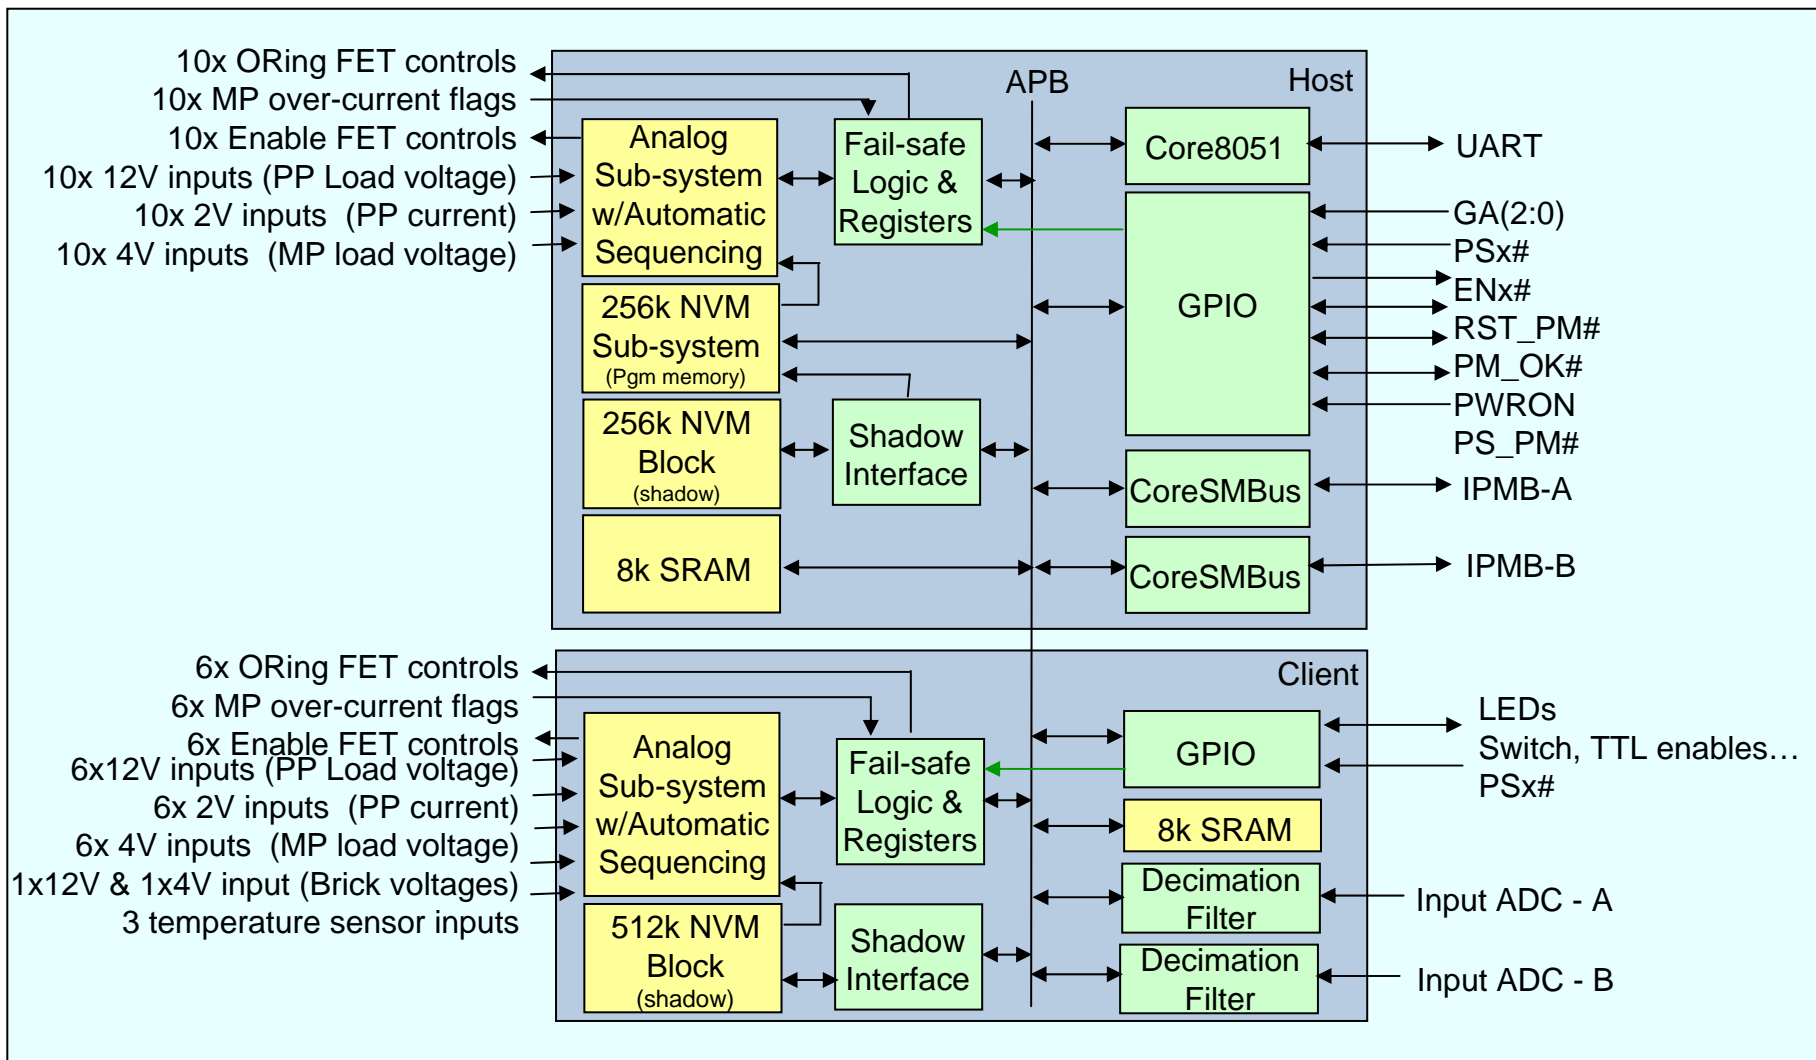 10x ORing FET controls
10x MP over-current flags
10x Enable FET controls
10x 12V inputs (PP Load voltage)
10x 2V inputs  (PP current)
10x 4V inputs  (MP load voltage)
APB
Host
Analog
Sub-system
w/Automatic
Sequencing
Fail-safe
Logic &
Registers
Core8051
UART
GPIO
GA(2:0)
PSx#
ENx#
RST_PM#
PM_OK#
PWRON
PS_PM#
256k NVM
Sub-system
(Pgm memory)
256k NVM
Block
(shadow)
Shadow
Interface
CoreSMBus
IPMB-A
8k SRAM
CoreSMBus
IPMB-B
6x ORing FET controls
6x MP over-current flags
6x Enable FET controls
6x12V inputs (PP Load voltage)
6x 2V inputs  (PP current)
6x 4V inputs  (MP load voltage)
1x12V & 1x4V input (Brick voltages)
3 temperature sensor inputs
Client
Analog
Sub-system
w/Automatic
Sequencing
Fail-safe
Logic &
Registers
GPIO
LEDs
Switch, TTL enables…
PSx#
8k SRAM
512k NVM
Block
(shadow)
Shadow
Interface
Decimation
Filter
Input ADC - A
Decimation
Filter
Input ADC - B